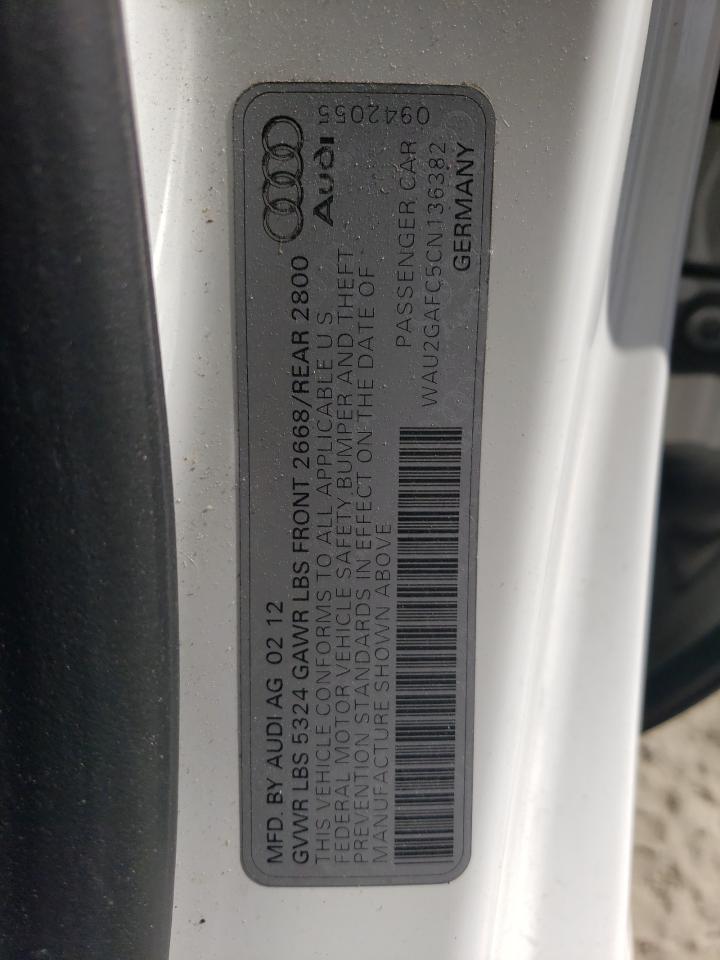 MFD. BY AUDI AG 02 12
GVWR LBS 5324 GAWR LBS FRONT 2668/REAR 2800
THIS VEHICLE CONFORMS TO ALL APPLICABLE U S
FEDERAL MOTOR VEHICLE SAFETY, BUMPER AND THEFT
PREVENTION STANDARDS IN EFFECT ON THE DATE OF
MANUFACTURE SHOWN ABOVE
Audi
0942055
PASSENGER CAR
WAU2GAFC5CN136382
GERMANY